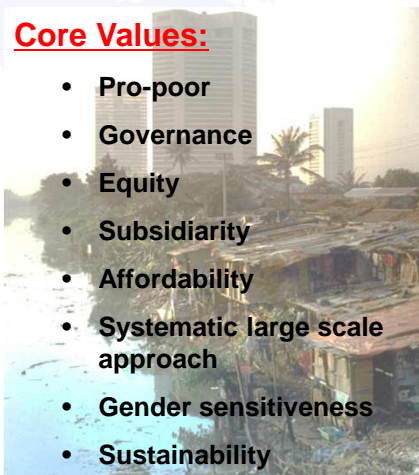 Core Values:
• Pro-poor
• Governance
• Equity
• Subsidiarity
• Affordability
• Systematic large scale
approach
• Gender sensitiveness
• Sustainability